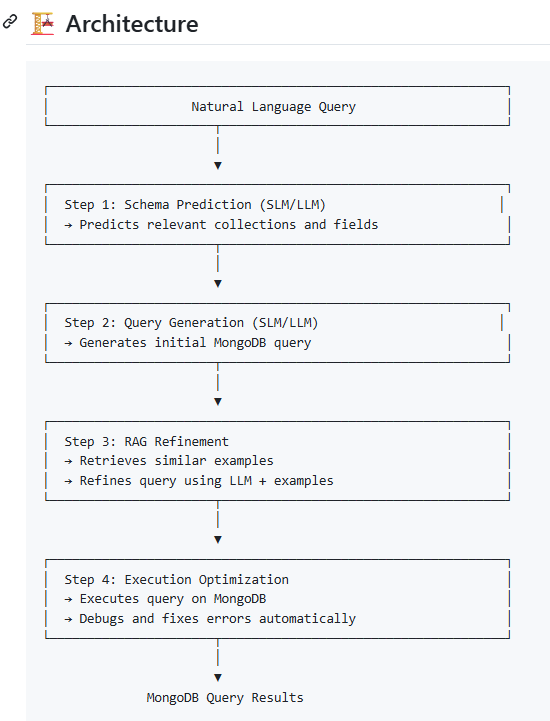 Architecture
Natural Language Query
Step 1: Schema Prediction (SLM/LLM)
→ Predicts relevant collections and fields
Step 2: Query Generation (SLM/LLM)
→ Generates initial MongoDB query
Step 3: RAG Refinement
→ Retrieves similar examples
→ Refines query using LLM + examples
Step 4: Execution Optimization
→ Executes query on MongoDB
→ Debugs and fixes errors automatically
MongoDB Query Results